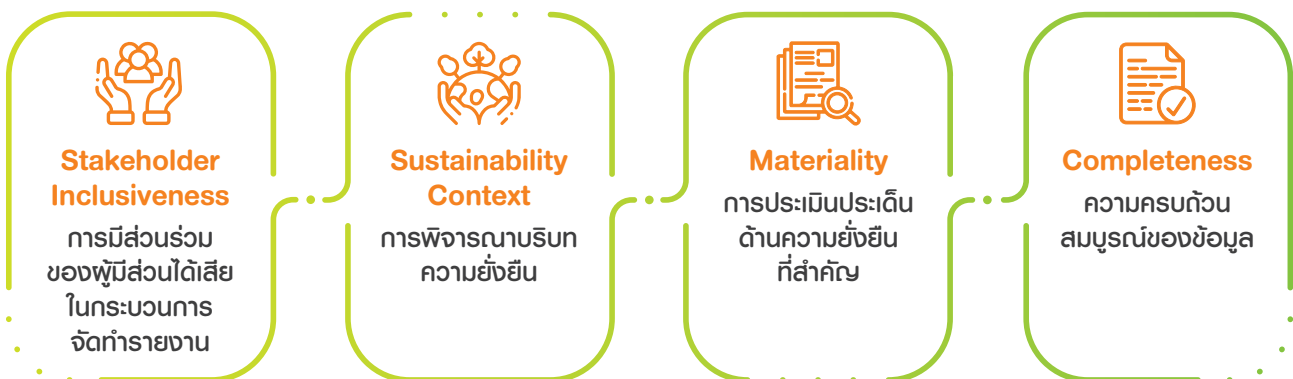 Stakeholder
Inclusiveness
การมีส่วนร่วม
ของผู้มีส่วนได้เสีย
ในกระบวนการ
จัดทำรายงาน
Sustainability
Context
การพิจารณาบริบท
ความยั่งยืน
Materiality
การประเมินประเด็น
ด้านความยั่งยืน
ที่สำคัญ
Completeness
ความครบถ้วน
สมบูรณ์ของข้อมูล